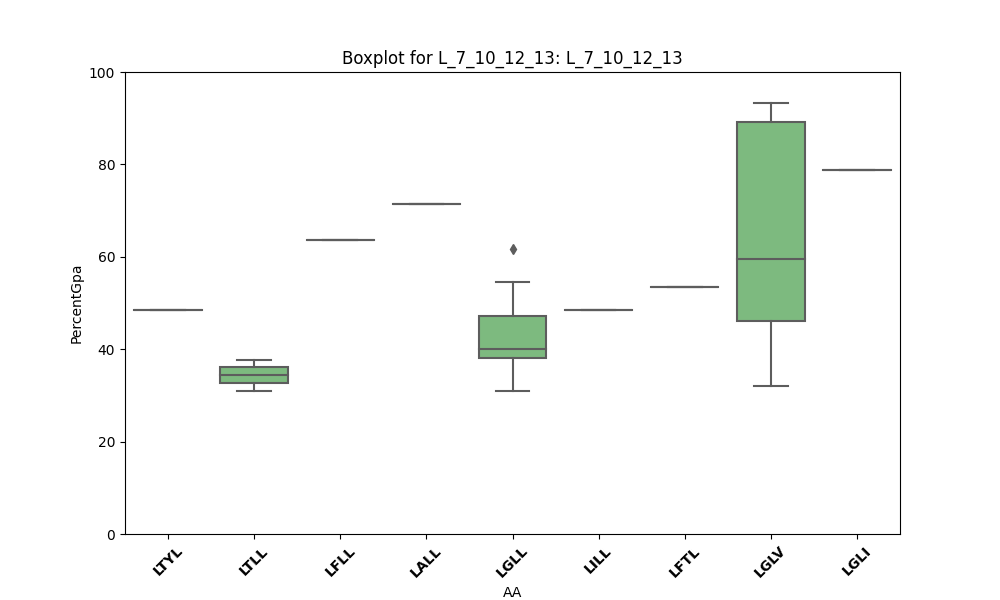 Boxplot for L_7_10_12_13: L_7_10_12_13
PercentGpa
100
80
60
40
20
0
LTYL LTLL LFLL LALL LGLL LILL LFTL LGLV LGLI
AA